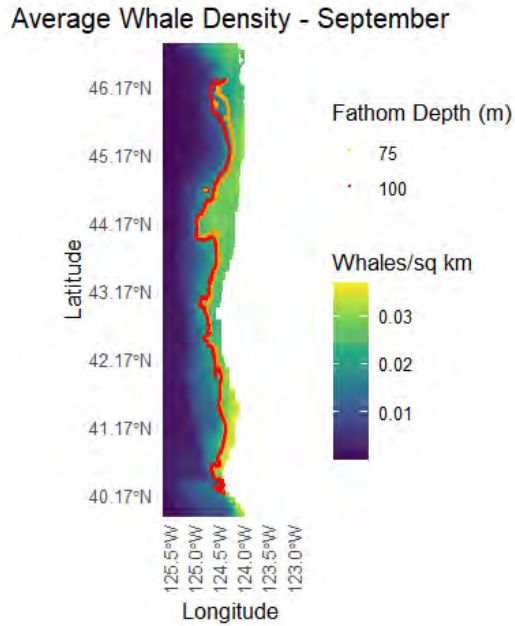 Average Whale Density - September
46.17°N
45.17°N
44.17°N
43.17°N
42.17°N
41.17°N
40.17°N
Latitude
125.5°W
125.0°W
124.5°W
124.0°W
123.5°W
123.0°W
Longitude
Fathom Depth (m)
75
100
Whales/sq km
0.03
0.02
0.01